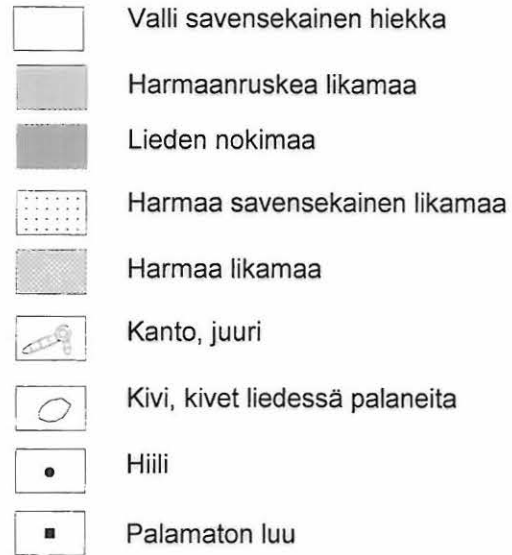 Valli savensekainen hiekka
Harmaanruskea likamaa
Lieden nokimaa
Harmaa savensekainen likamaa
Harmaa likamaa
Kanto, juuri
Kivi, kivet liedessä palaneita
Hiili
Palamaton luu